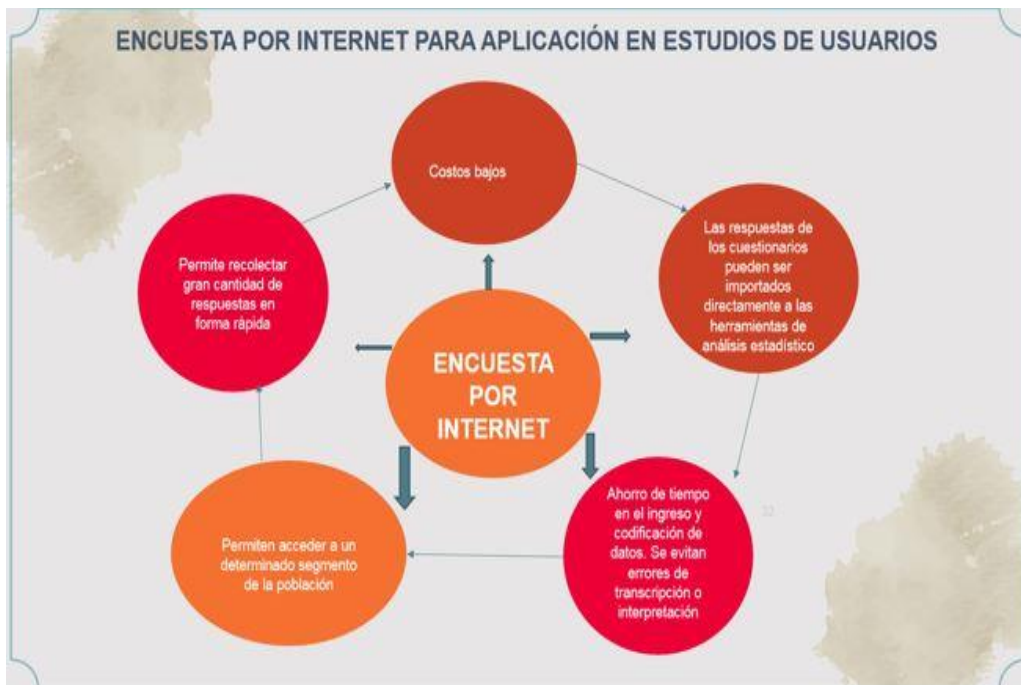 ENCUESTA POR INTERNET PARA APLICACIÓN EN ESTUDIOS DE USUARIOS
Costos bajos
Las respuestas de
los cuestionarios
pueden ser
importados
directamente a las
herramientas de
análisis estadístico
Permite recolectar
gran cantidad de
respuestas en
forma rápida
ENCUESTA
POR
INTERNET
Ahorro de tiempo
en el ingreso y
codificación de
datos. Se evitan
errores de
transcripción o
interpretación
Permiten acceder a un
determinado segmento
de la población